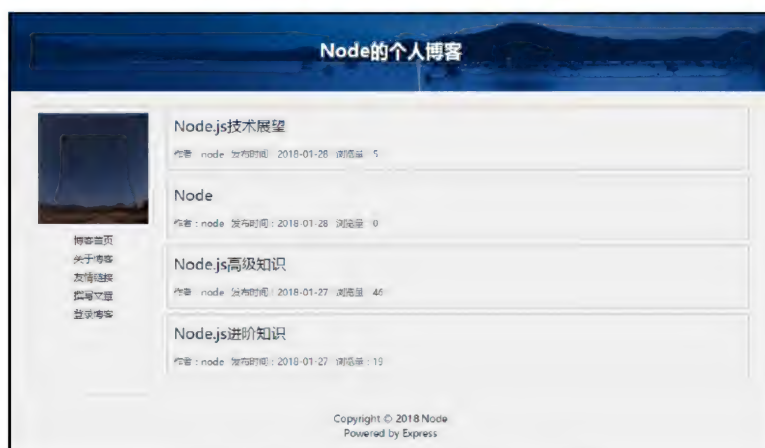 Node的个人博客
博客首页
关于博客
友情链接
撰写文章
登录博客
Node.js技术展望
作者：node 发布时间：2018-01-28 浏览量：5
Node
作者：node 发布时间：2018-01-28 浏览量：0
Node.js高级知识
作者：node 发布时间：2018-01-27 浏览量：46
Node.js进阶知识
作者：node 发布时间：2018-01-27 浏览量：19
Copyright © 2018 Node
Powered by Express